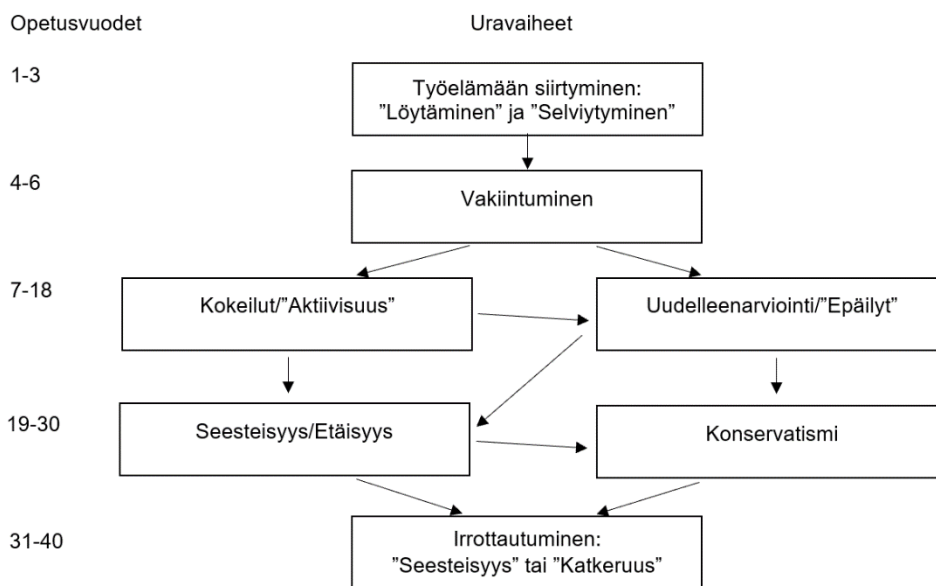 Opetusvuodet
Uravaiheet
1-3
Työelämään siirtyminen:
”Löytäminen” ja ”Selviytyminen”
4-6
Vakiintuminen
7-18
Kokeilut/”Aktiivisuus”
Uudelleenarviointi/”Epäilyt”
19-30
Seesteisyys/Etäisyys
Konservatismi
31-40
Irrottautuminen:
”Seesteisyys” tai ”Katkeruus”